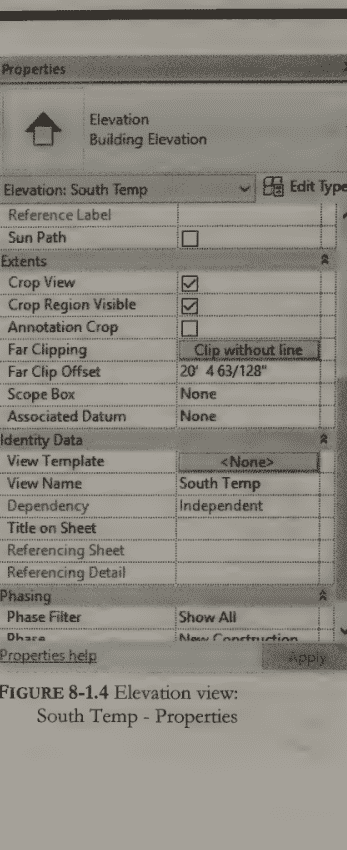 Properties
Elevation
Building Elevation
Elevation: South Temp
Edit Type
Reference Label
Sun Path
Extents
Crop View
Crop Region Visible
Annotation Crop
Far Clipping Clip without line
Far Clip Offset 20' 4 63/128"
Scope Box None
Associated Datum None
Identity Data
View Template <None>
View Name South Temp
Dependency Independent
Title on Sheet
Referencing Sheet
Referencing Detail
Phasing
Phase Filter Show All
Phase New Construction
Properties help Apply
FIGURE 8-1.4 Elevation view:
South Temp - Properties